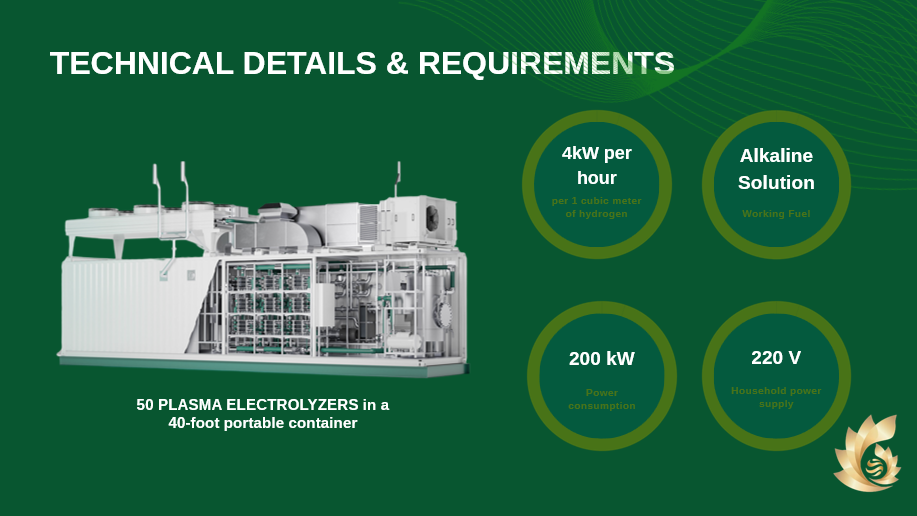 TECHNICAL DETAILS & REQUIREMENTS
4kW per
hour
per 1 cubic meter
of hydrogen
Alkaline
Solution
Working Fuel
200 kW
Power
consumption
220 V
Household power
supply
50 PLASMA ELECTROLYZERS in a
40-foot portable container